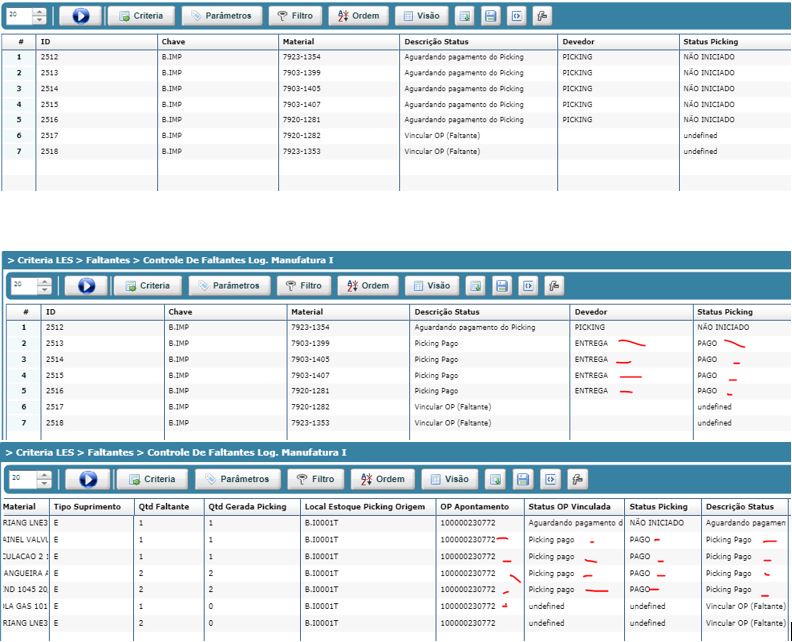 20 Criteria Parâmetros Filtro Ordem Visão
# ID Chave Material Descrição Status Devedor Status Picking
1 2512 B.IMP 7923-1354 Aguardando pagamento do Picking PICKING NÃO INICIADO
2 2513 B.IMP 7903-1399 Aguardando pagamento do Picking PICKING NÃO INICIADO
3 2514 B.IMP 7903-1405 Aguardando pagamento do Picking PICKING NÃO INICIADO
4 2515 B.IMP 7903-1407 Aguardando pagamento do Picking PICKING NÃO INICIADO
5 2516 B.IMP 7920-1281 Aguardando pagamento do Picking PICKING NÃO INICIADO
6 2517 B.IMP 7920-1282 Vincular OP (Faltante) undefined
7 2518 B.IMP 7923-1353 Vincular OP (Faltante) undefined
> Criteria LES > Faltantes > Controle De Faltantes Log. Manufatura I
20 Criteria Parâmetros Filtro Ordem Visão
# ID Chave Material Descrição Status Devedor Status Picking
1 2512 B.IMP 7923-1354 Aguardando pagamento do Picking PICKING NÃO INICIADO
2 2513 B.IMP 7903-1399 Picking Pago ENTREGA PAGO
3 2514 B.IMP 7903-1405 Picking Pago ENTREGA PAGO
4 2515 B.IMP 7903-1407 Picking Pago ENTREGA PAGO
5 2516 B.IMP 7920-1281 Picking Pago ENTREGA PAGO
6 2517 B.IMP 7920-1282 Vincular OP (Faltante) undefined
7 2518 B.IMP 7923-1353 Vincular OP (Faltante) undefined
> Criteria LES > Faltantes > Controle De Faltantes Log. Manufatura I
20 Criteria Parâmetros Filtro Ordem Visão
Material Tipo Suprimento Qtd Faltante Qtd Gerada Picking Local Estoque Picking Origem OP Apontamento Status OP Vinculada Status Picking Descrição Status
RIANG LNE3 E 1 1 B.I0001T 100000230772 Aguardando pagamento d NÃO INICIADO Aguardando pagamen
AINEL VALVU E 1 1 B.I0001T 100000230772 Picking pago PAGO Picking Pago
CULACAO 2 1 E 1 1 B.I0001T 100000230772 Picking pago PAGO Picking Pago
ANGUEIRA A E 2 2 B.I0001T 100000230772 Picking pago PAGO Picking Pago
ND 1045 20, E 2 2 B.I0001T 100000230772 Picking pago PAGO Picking Pago
OLA GAS 101 E 1 0 B.I0001T 100000230772 undefined undefined Vincular OP (Faltante)
RIANG LNE3 E 2 0 B.I0001T 100000230772 undefined undefined Vincular OP (Faltante)